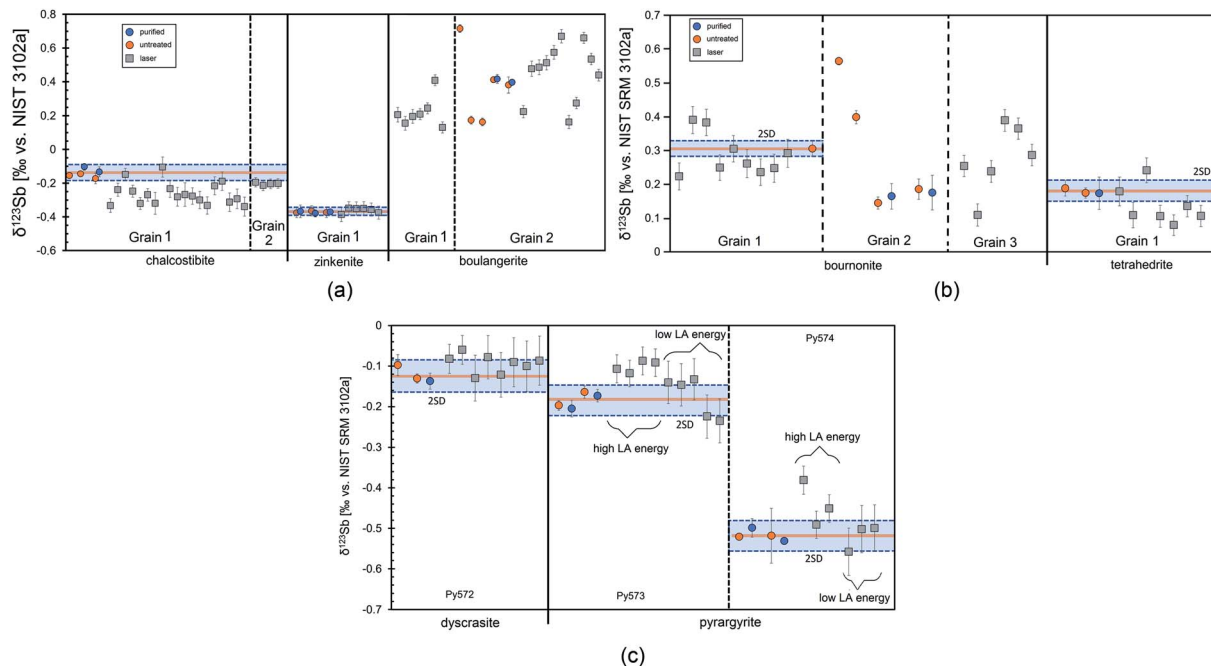 δ¹²³Sb [‰ vs. NIST 3102a]
0.8
0.6
0.4
0.2
0
-0.2
-0.4
-0.6
purified
untreated
laser
Grain 1
Grain
2
Grain 1
Grain 1
Grain 2
chalcostibite
zinkenite
boulangerite
(a)
δ¹²³Sb [‰ vs. NIST SRM 3102a]
0.7
0.6
0.5
0.4
0.3
0.2
0.1
0
purified
untreated
laser
2SD
2SD
Grain 1
Grain 2
Grain 3
Grain 1
bournonite
tetrahedrite
(b)
δ¹²³Sb [‰ vs. NIST SRM 3102a]
0
-0.1
-0.2
-0.3
-0.4
-0.5
-0.6
-0.7
2SD
Py572
low LA energy
2SD
high LA energy
Py573
Py574
high LA energy
2SD
low LA energy
dyscrasite
pyrargyrite
(c)